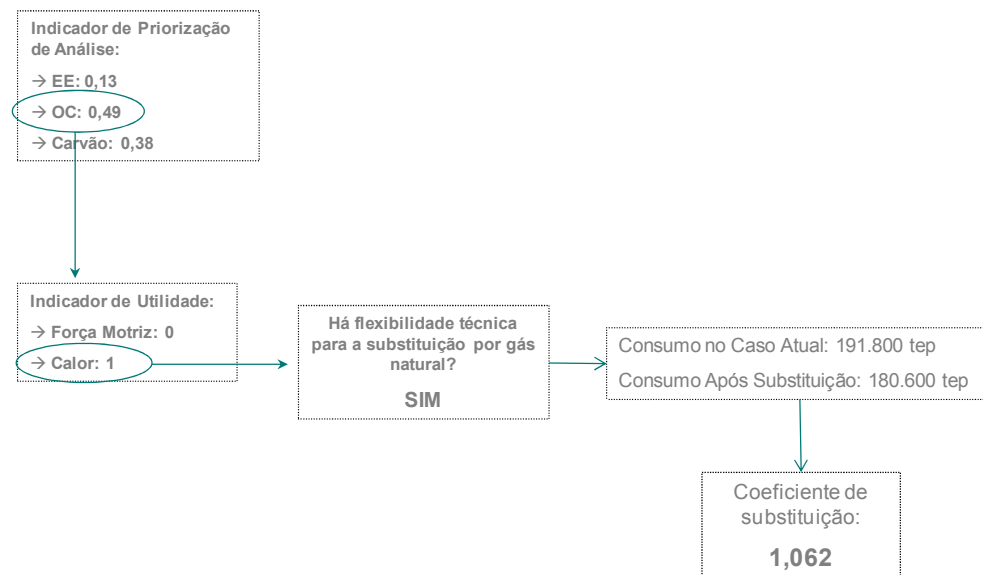 Indicador de Priorização
de Análise:
→ EE: 0,13
→ OC: 0,49
→ Carvão: 0,38
Indicador de Utilidade:
→ Força Motriz: 0
→ Calor: 1
Há flexibilidade técnica
para a substituição por gás
natural?
SIM
Consumo no Caso Atual: 191.800 tep
Consumo Após Substituição: 180.600 tep
Coeficiente de
substituição:
1,062